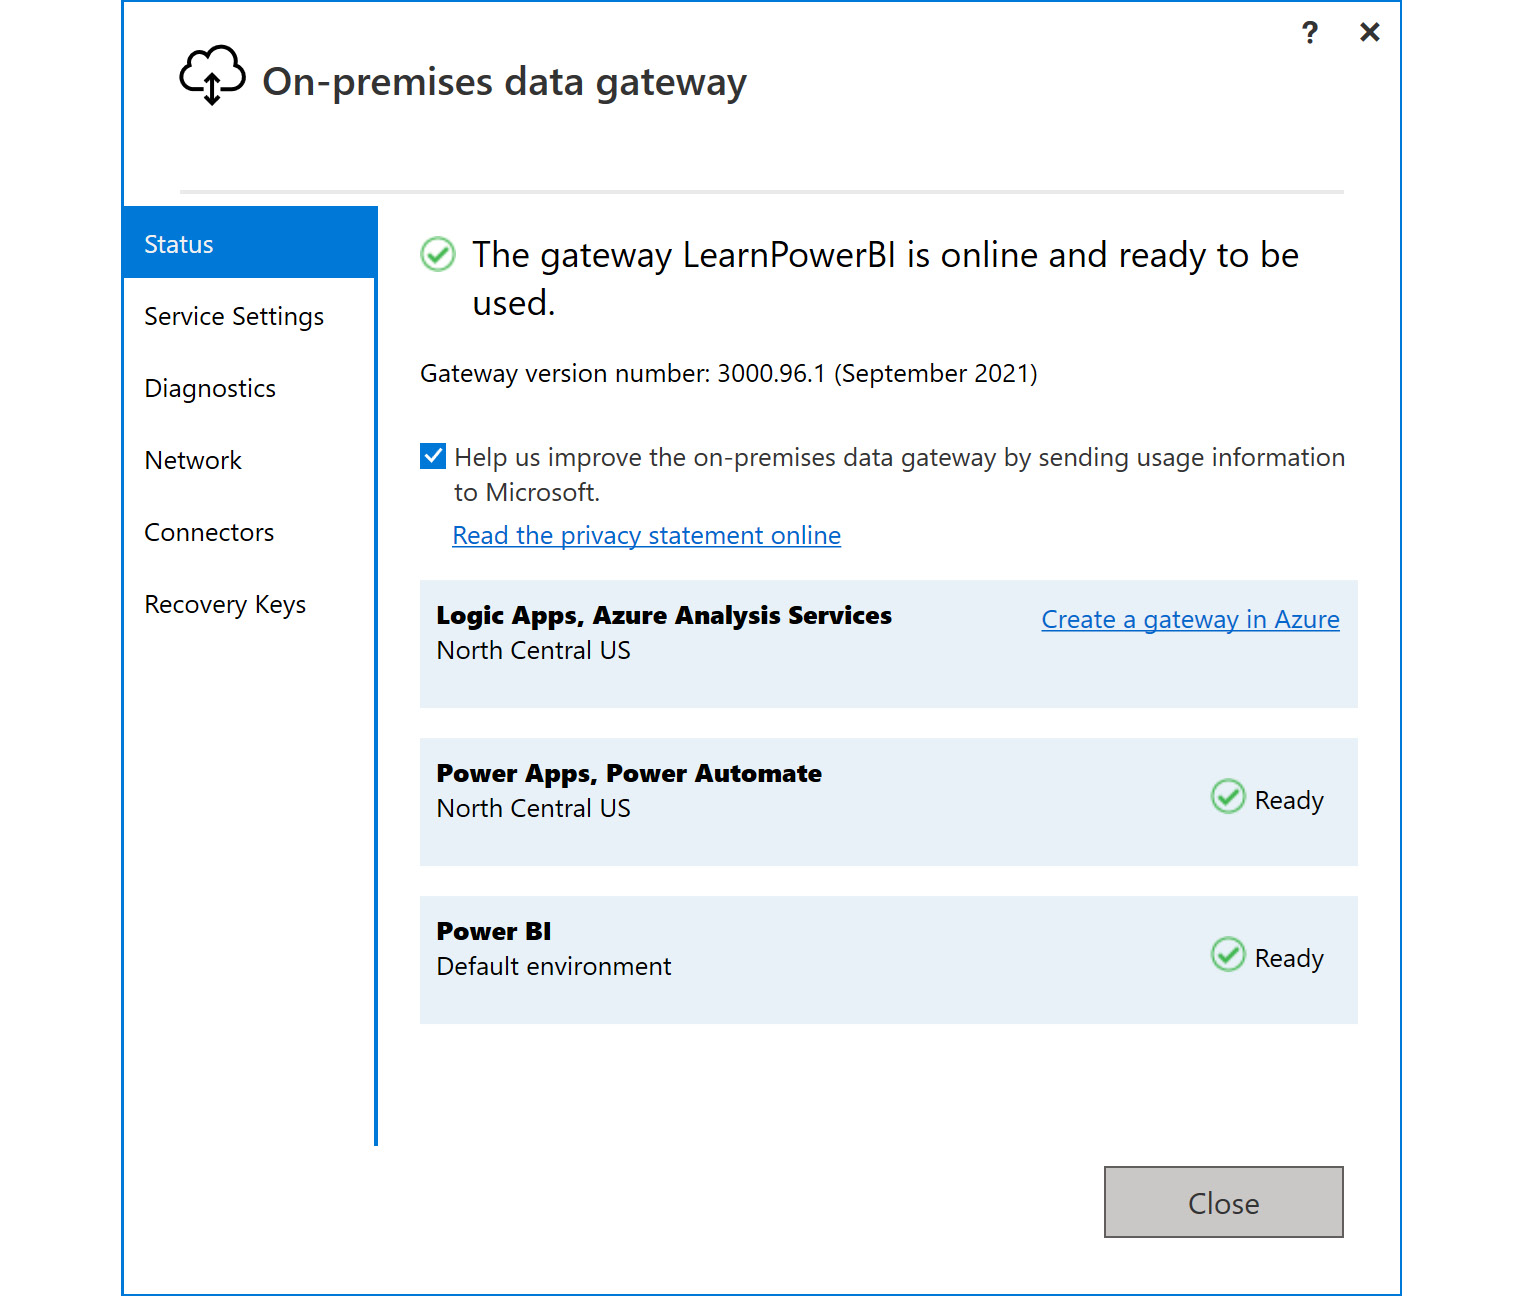 ? ×
On-premises data gateway
Status
Service Settings
Diagnostics
Network
Connectors
Recovery Keys
The gateway LearnPowerBI is online and ready to be
used.
Gateway version number: 3000.96.1 (September 2021)
Help us improve the on-premises data gateway by sending usage information
to Microsoft.
Read the privacy statement online
Logic Apps, Azure Analysis Services
Create a gateway in Azure
North Central US
Power Apps, Power Automate
North Central US
Ready
Power BI
Default environment
Ready
Close